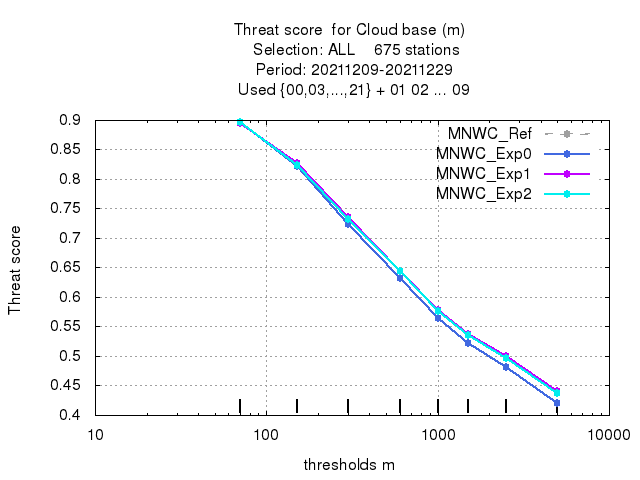 Threat score  for Cloud base (m)
Selection: ALL    675 stations
Period: 20211209-20211229
Used {00,03,...,21} + 01 02 ... 09
MNWC_Ref
MNWC_Exp0
MNWC_Exp1
MNWC_Exp2
0.9
0.85
0.8
0.75
0.7
0.65
0.6
0.55
0.5
0.45
0.4
Threat score
10 100 1000 10000
thresholds m